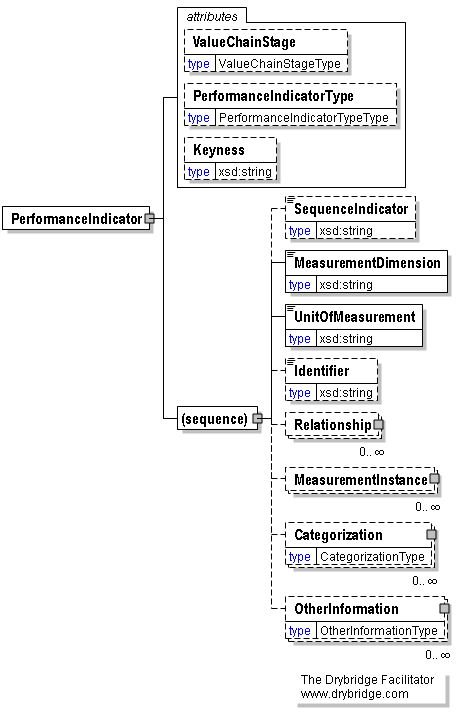 attributes
ValueChainStage
type ValueChainStageType
PerformanceIndicatorType
type PerformanceIndicatorTypeType
Keyness
type xsd:string
PerformanceIndicator
SequenceIndicator
type xsd:string
MeasurementDimension
type xsd:string
UnitOfMeasurement
type xsd:string
Identifier
type xsd:string
(sequence)
Relationship
0.. ∞
MeasurementInstance
0.. ∞
Categorization
type CategorizationType
0.. ∞
OtherInformation
type OtherInformationType
0.. ∞
The Drybridge Facilitator
www.drybridge.com